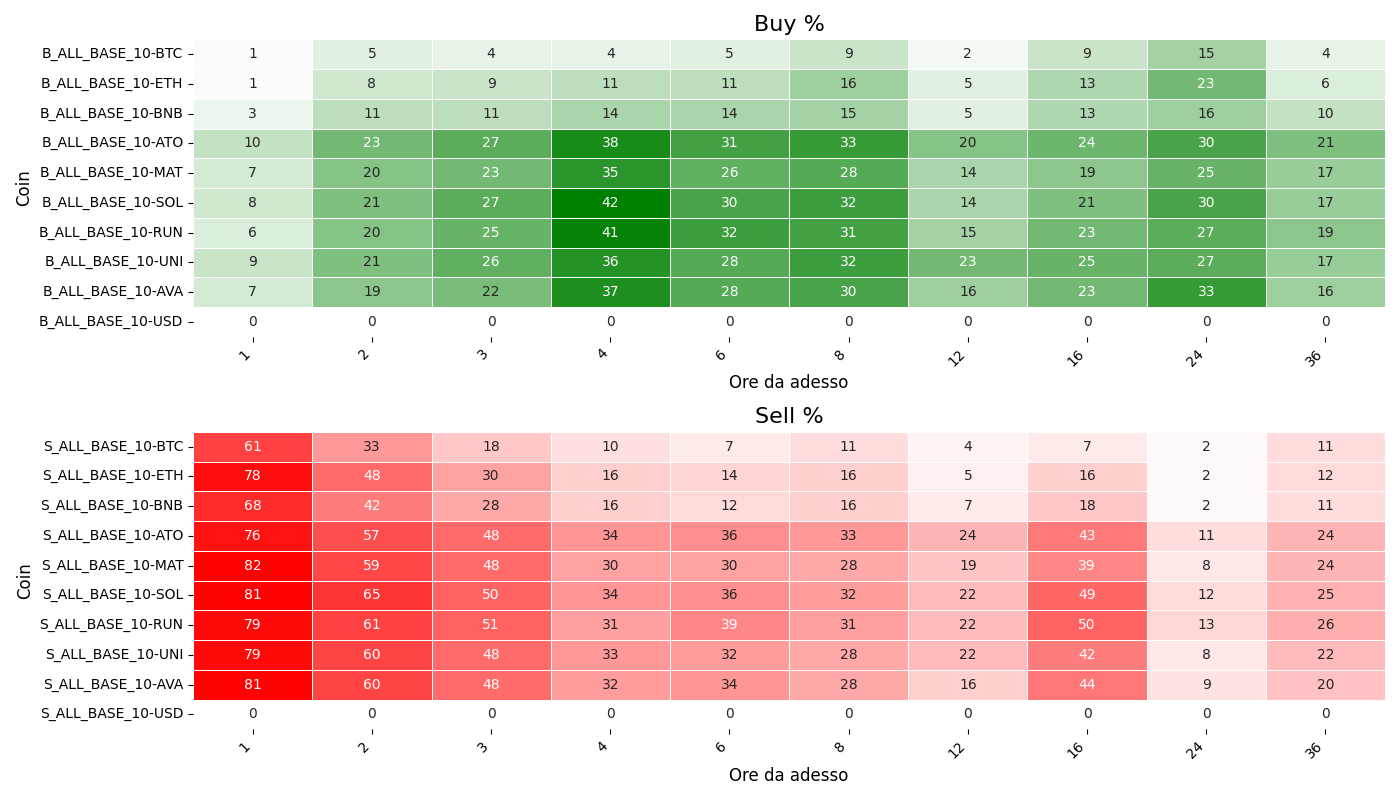 Buy %
Coin
B_ALL_BASE_10-BTC 1 5 4 4 5 9 2 9 15 4
B_ALL_BASE_10-ETH 1 8 9 11 11 16 5 13 23 6
B_ALL_BASE_10-BNB 3 11 11 14 14 15 5 13 16 10
B_ALL_BASE_10-ATO 10 23 27 38 31 33 20 24 30 21
B_ALL_BASE_10-MAT 7 20 23 35 26 28 14 19 25 17
B_ALL_BASE_10-SOL 8 21 27 42 30 32 14 21 30 17
B_ALL_BASE_10-RUN 6 20 25 41 32 31 15 23 27 19
B_ALL_BASE_10-UNI 9 21 26 36 28 32 23 25 27 17
B_ALL_BASE_10-AVA 7 19 22 37 28 30 16 23 33 16
B_ALL_BASE_10-USD 0 0 0 0 0 0 0 0 0 0
1 2 3 4 6 8 12 16 24 36
Ore da adesso
Sell %
Coin
S_ALL_BASE_10-BTC 61 33 18 10 7 11 4 7 2 11
S_ALL_BASE_10-ETH 78 48 30 16 14 16 5 16 2 12
S_ALL_BASE_10-BNB 68 42 28 16 12 16 7 18 2 11
S_ALL_BASE_10-ATO 76 57 48 34 36 33 24 43 11 24
S_ALL_BASE_10-MAT 82 59 48 30 30 28 19 39 8 24
S_ALL_BASE_10-SOL 81 65 50 34 36 32 22 49 12 25
S_ALL_BASE_10-RUN 79 61 51 31 39 31 22 50 13 26
S_ALL_BASE_10-UNI 79 60 48 33 32 28 22 42 8 22
S_ALL_BASE_10-AVA 81 60 48 32 34 28 16 44 9 20
S_ALL_BASE_10-USD 0 0 0 0 0 0 0 0 0 0
1 2 3 4 6 8 12 16 24 36
Ore da adesso